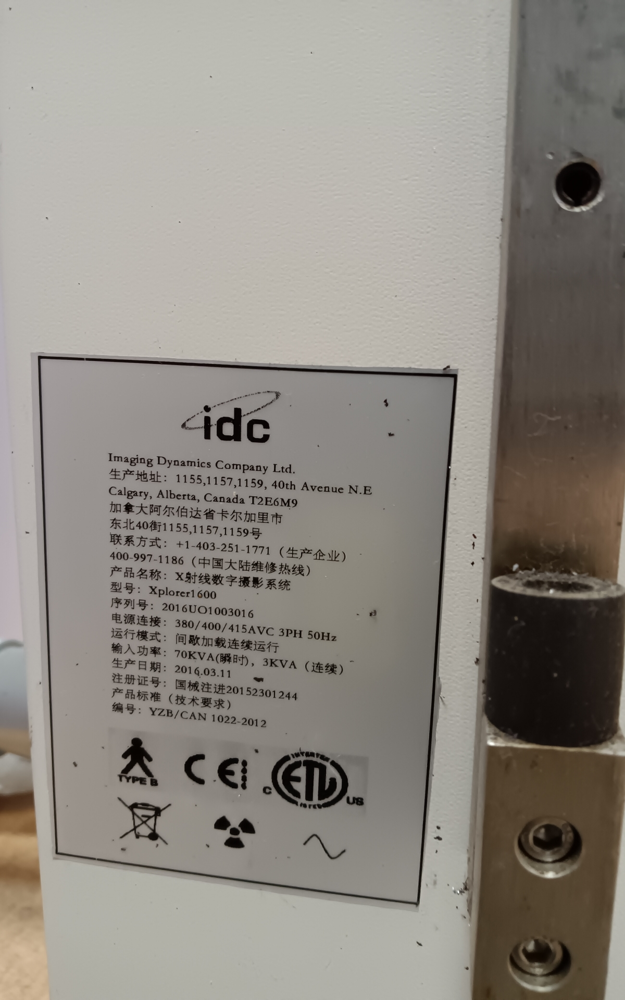 idc
Imaging Dynamics Company Ltd.
生产地址：1155,1157,1159, 40th Avenue N.E
Calgary, Alberta, Canada T2E6M9
加拿大阿尔伯达省卡尔加里市
东北40街1155,1157,1159号
联系方式：+1-403-251-1771（生产企业）
400-997-1186（中国大陆维修热线）
产品名称：X射线数字摄影系统
型号：Xplorer1600
序列号：2016UO1003016
电源连接：380/400/415AVC 3PH 50Hz
运行模式：间歇加载连续运行
输入功率：70KVA(瞬时)，3KVA（连续）
生产日期：2016.03.11
注册证号：国械注进20152301244
产品标准（技术要求）
编号：YZB/CAN 1022-2012
TYPE B
CE
INTERTEK
C ETL US
LISTED